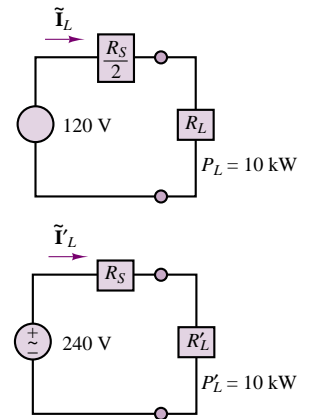 Ĩ_L
R_S
2
120 V
R_L
P_L = 10 kW
Ĩ′_L
R_S
+
~
−
240 V
R′_L
P′_L = 10 kW